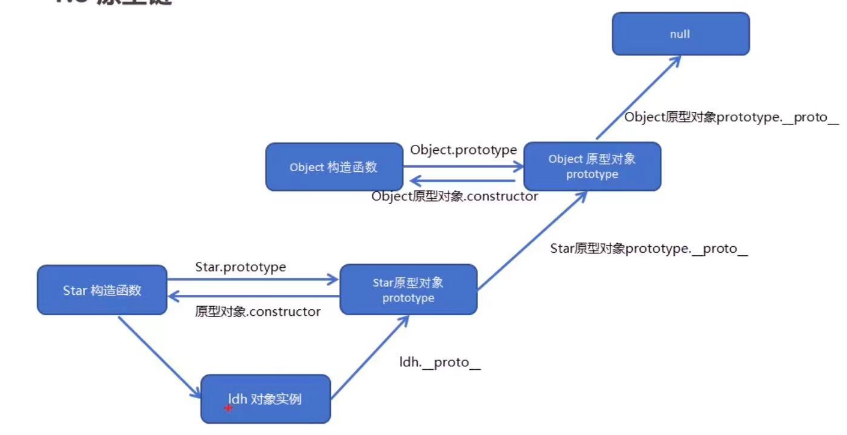 null
Object原型对象prototype.__proto__
Object.prototype
Object 构造函数
Object 原型对象
prototype
Object原型对象.constructor
Star原型对象prototype.__proto__
Star.prototype
Star 构造函数
Star原型对象
prototype
原型对象.constructor
ldh.__proto__
ldh 对象实例